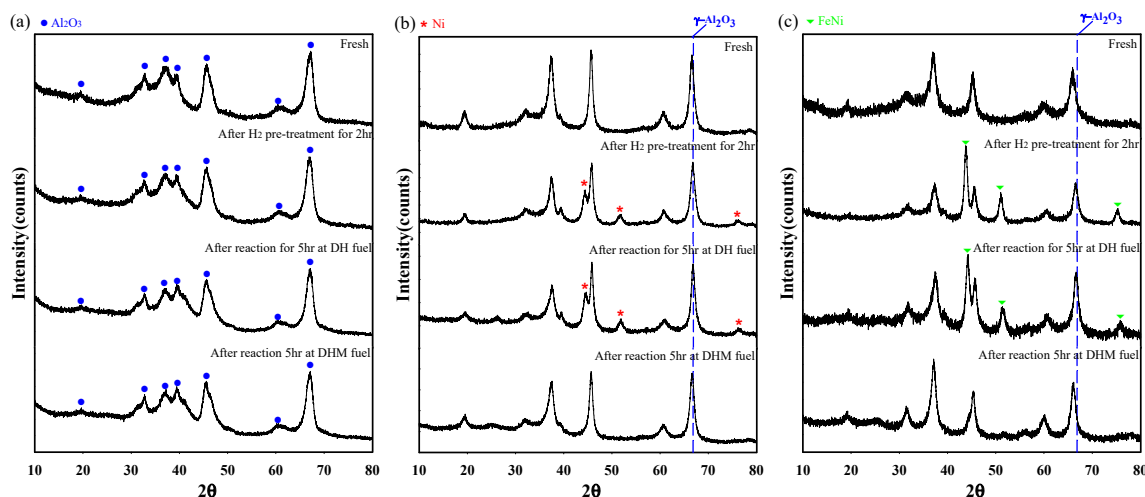 (a)
● Al₂O₃
Fresh
After H₂ pre-treatment for 2hr
After reaction for 5hr at DH fuel
After reaction 5hr at DHM fuel
Intensity(counts)
10 20 30 40 50 60 70 80
2θ
(b)
* Ni
γ-Al₂O₃
Fresh
After H₂ pre-treatment for 2hr
After reaction for 5hr at DH fuel
After reaction 5hr at DHM fuel
Intensity(counts)
10 20 30 40 50 60 70 80
2θ
(c)
▼ FeNi
γ-Al₂O₃
Fresh
After H₂ pre-treatment for 2hr
After reaction for 5hr at DH fuel
After reaction 5hr at DHM fuel
Intensity(counts)
10 20 30 40 50 60 70 80
2θ